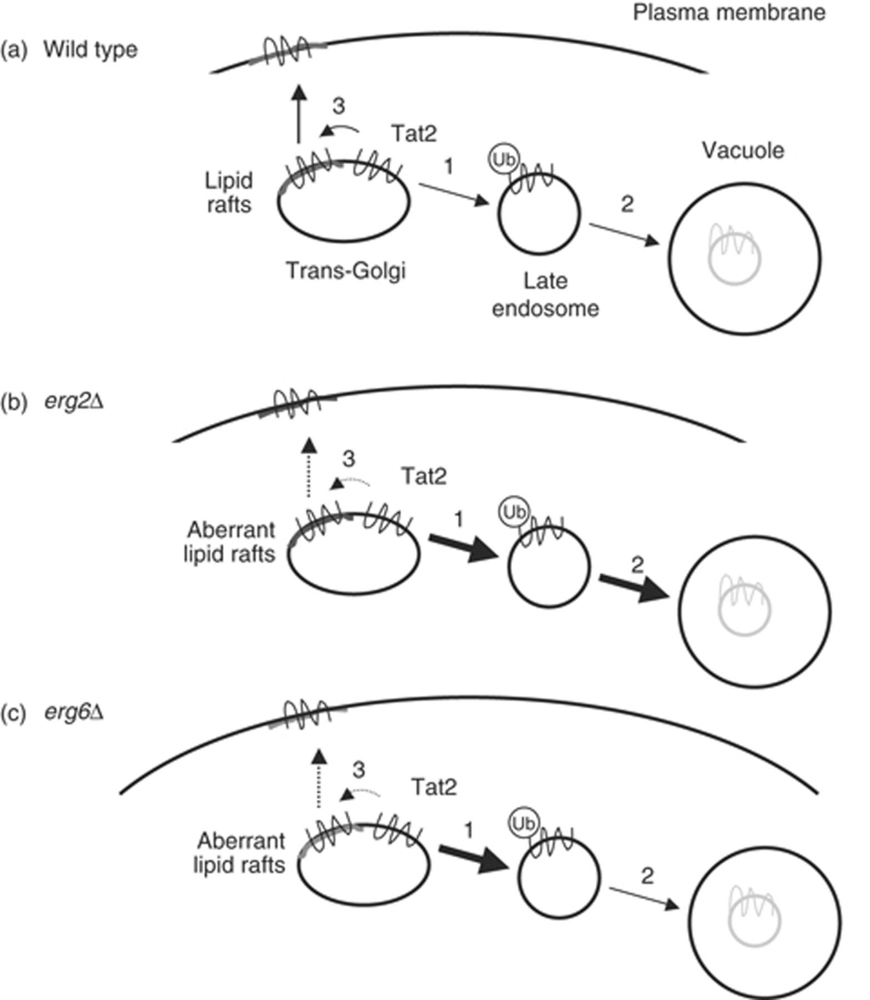 Plasma membrane
(a) Wild type
3
Tat2
1
Ub
Vacuole
Lipid
rafts
2
Trans-Golgi
Late
endosome
(b) erg2Δ
3
Tat2
1
Ub
Aberrant
lipid rafts
2
(c) erg6Δ
3
Tat2
1
Ub
Aberrant
lipid rafts
2